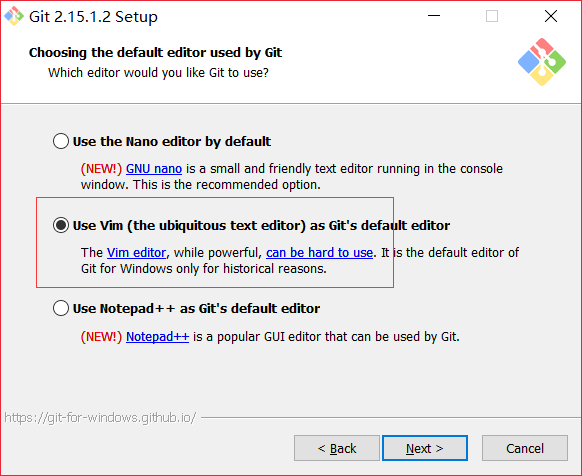 Git 2.15.1.2 Setup
Choosing the default editor used by Git
Which editor would you like Git to use?
Use the Nano editor by default
(NEW!) GNU nano is a small and friendly text editor running in the console
window. This is the recommended option.
Use Vim (the ubiquitous text editor) as Git's default editor
The Vim editor, while powerful, can be hard to use. It is the default editor of
Git for Windows only for historical reasons.
Use Notepad++ as Git's default editor
(NEW!) Notepad++ is a popular GUI editor that can be used by Git.
https://git-for-windows.github.io/
< Back
Next >
Cancel